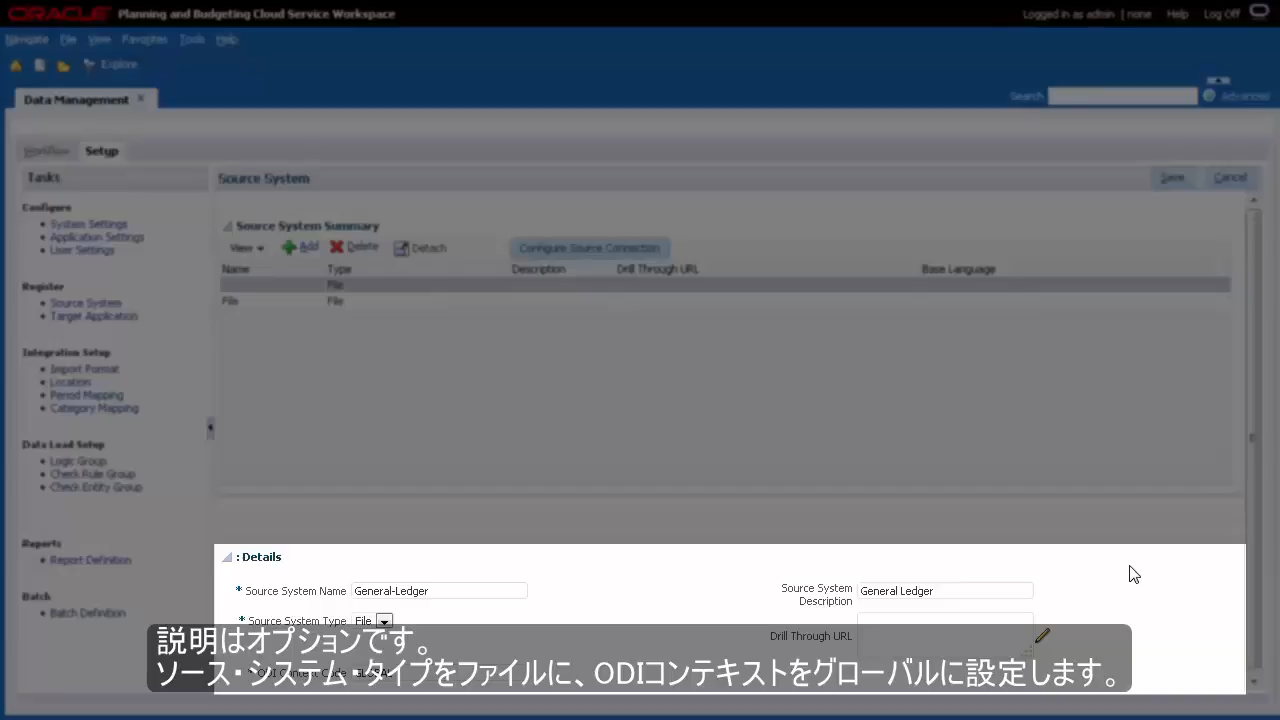 ORACLE Planning and Budgeting Cloud Service Workspace
Logged in as admin | none Help Log Off
Navigate File View Favorites Tools Help
Explore
Data Management
Search Advanced
Workflow Setup
Tasks
Source System
Save Cancel
Configure
System Settings
Application Settings
User Settings
Register
Source System
Target Application
Integration Setup
Import Format
Location
Period Mapping
Category Mapping
Data Load Setup
Logic Group
Check Rule Group
Check Entity Group
Reports
Report Definition
Batch
Batch Definition
Source System Summary
View Add Delete Detach Configure Source Connection
Name Type Description Drill Through URL Base Language
File
File File
: Details
* Source System Name General-Ledger
Source System Description General Ledger
* Source System Type File
Drill Through URL
* ODI Context Code GLOBAL
説明はオプションです。
ソース・システム・タイプをファイルに、ODIコンテキストをグローバルに設定します。